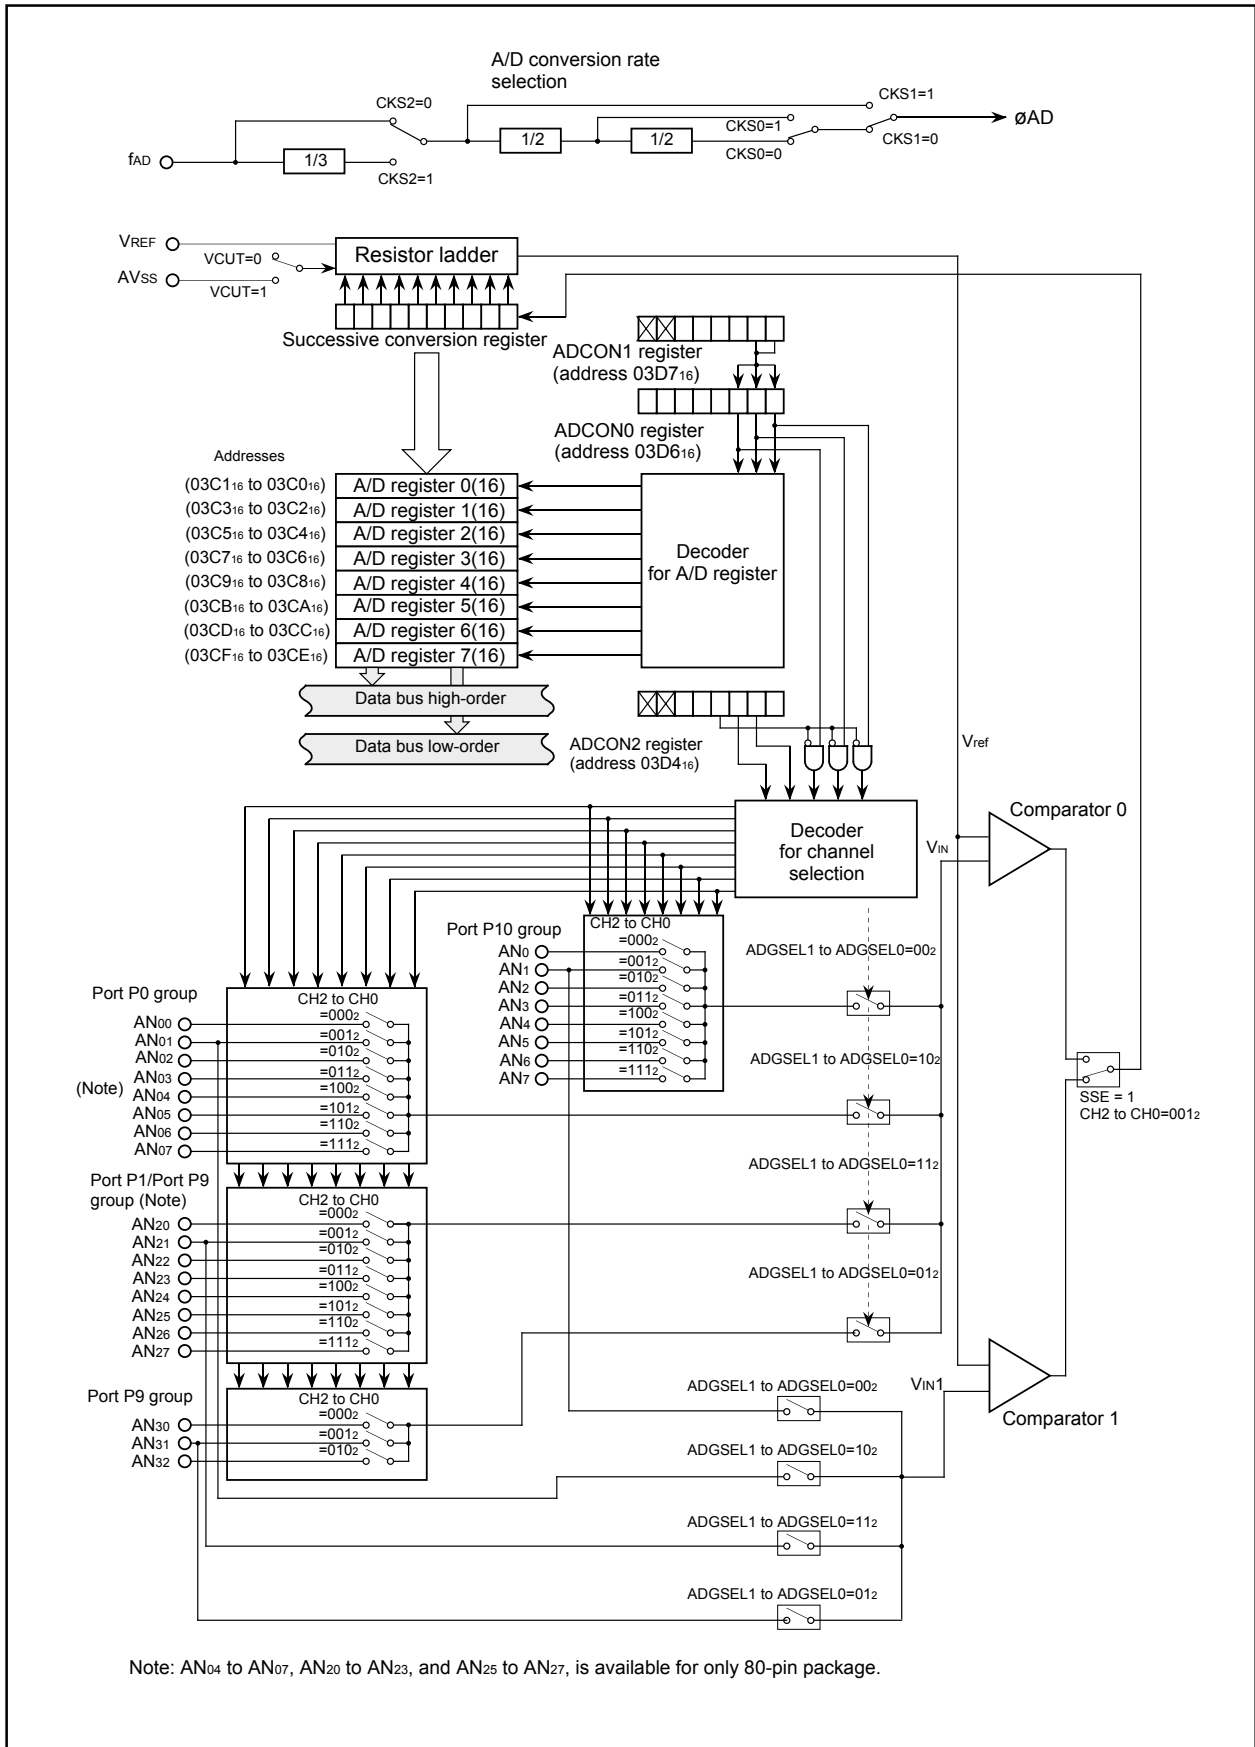 A/D conversion rate
selection
CKS2=0
CKS1=1
CKS0=1
øAD
fAD
1/3
1/2
1/2
CKS0=0
CKS1=0
CKS2=1
VREF
VCUT=0
Resistor ladder
AVSS
VCUT=1
Successive conversion register
ADCON1 register
(address 03D716)
ADCON0 register
(address 03D616)
Addresses
(03C116 to 03C016)
A/D register 0(16)
(03C316 to 03C216)
A/D register 1(16)
(03C516 to 03C416)
A/D register 2(16)
(03C716 to 03C616)
A/D register 3(16)
(03C916 to 03C816)
A/D register 4(16)
(03CB16 to 03CA16)
A/D register 5(16)
(03CD16 to 03CC16)
A/D register 6(16)
(03CF16 to 03CE16)
A/D register 7(16)
Decoder
for A/D register
Data bus high-order
Data bus low-order
ADCON2 register
(address 03D416)
Vref
Decoder
for channel
selection
Comparator 0
VIN
Port P10 group
CH2 to CH0
AN0
=0002
AN1
=0012
AN2
=0102
AN3
=0112
AN4
=1002
AN5
=1012
AN6
=1102
AN7
=1112
ADGSEL1 to ADGSEL0=002
ADGSEL1 to ADGSEL0=102
ADGSEL1 to ADGSEL0=112
ADGSEL1 to ADGSEL0=012
SSE = 1
CH2 to CH0=0012
Port P0 group
CH2 to CH0
AN00
=0002
AN01
=0012
AN02
=0102
AN03
=0112
(Note)
AN04
=1002
AN05
=1012
AN06
=1102
AN07
=1112
Port P1/Port P9
group (Note)
CH2 to CH0
AN20
=0002
AN21
=0012
AN22
=0102
AN23
=0112
AN24
=1002
AN25
=1012
AN26
=1102
AN27
=1112
Port P9 group
CH2 to CH0
AN30
=0002
AN31
=0012
AN32
=0102
VIN1
Comparator 1
ADGSEL1 to ADGSEL0=002
ADGSEL1 to ADGSEL0=102
ADGSEL1 to ADGSEL0=112
ADGSEL1 to ADGSEL0=012
Note: AN04 to AN07, AN20 to AN23, and AN25 to AN27, is available for only 80-pin package.